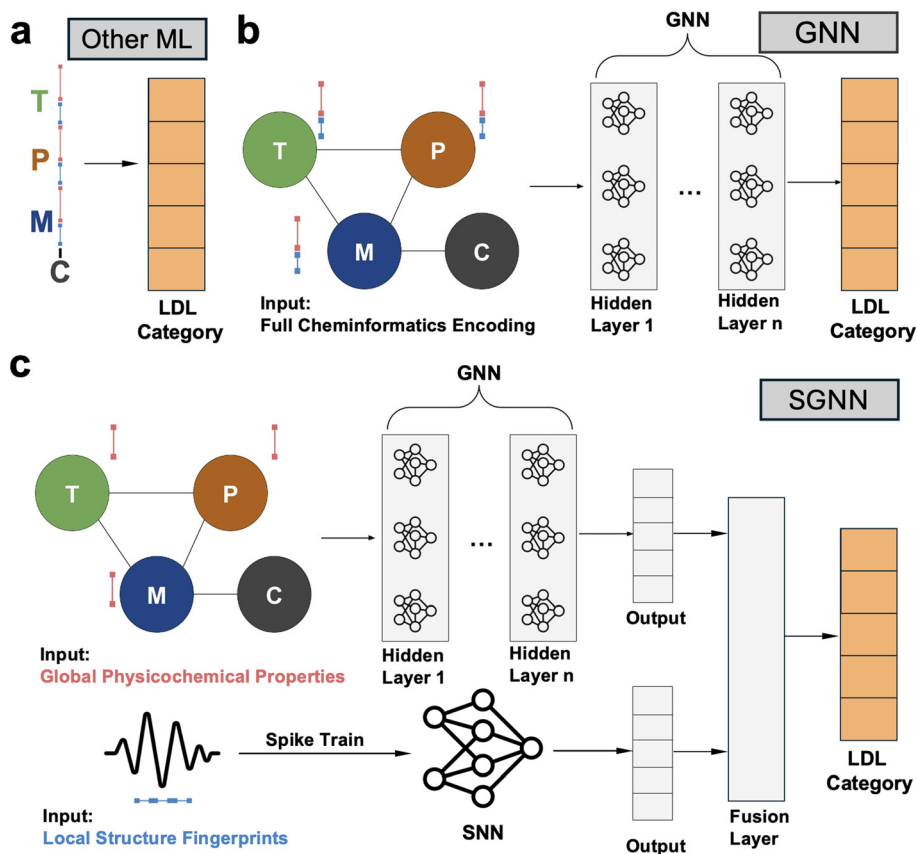 a
Other ML
T
P
M
C
LDL
Category
b
GNN
GNN
T
P
M
C
...
Input:
Full Cheminformatics Encoding
Hidden
Layer 1
Hidden
Layer n
LDL
Category
c
GNN
SGNN
T
P
M
C
...
Input:
Global Physicochemical Properties
Hidden
Layer 1
Hidden
Layer n
Output
Spike Train
Input:
Local Structure Fingerprints
SNN
Output
Fusion
Layer
LDL
Category